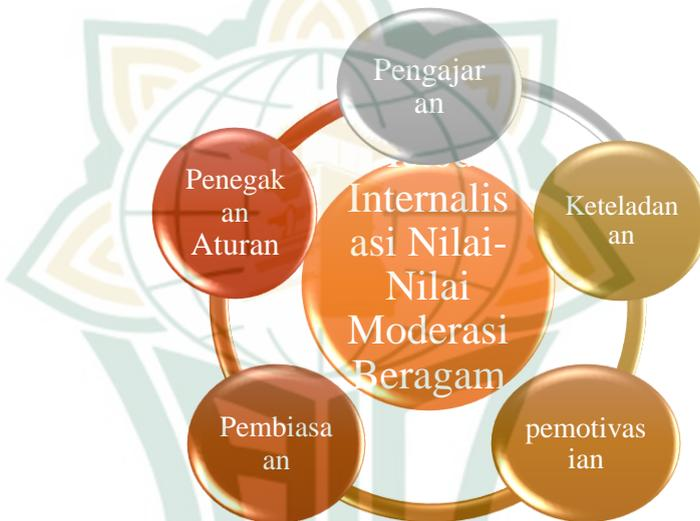 Pengajar
an
Keteladan
an
pemotivas
ian
Pembiasa
an
Penegak
an
Aturan
Internalis
asi Nilai-
Nilai
Moderasi
Beragam